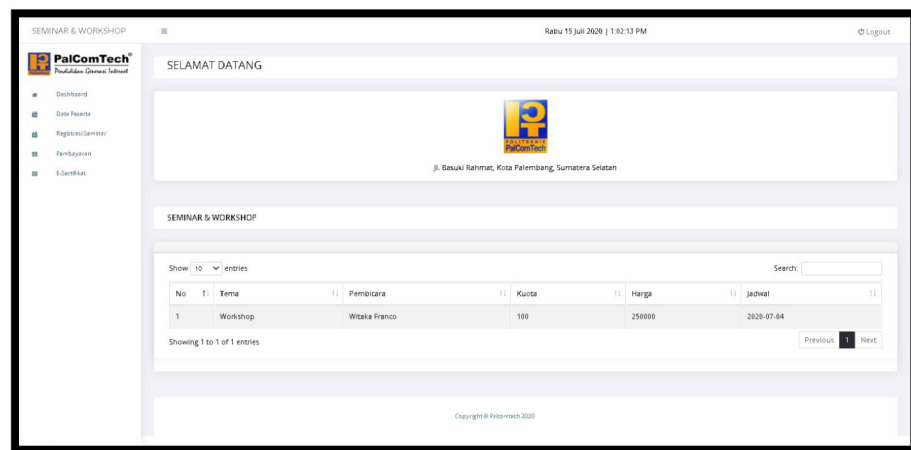 SEMINAR & WORKSHOP
Rabu 15 Juli 2020 | 1:02:13 PM
Logout
PalComTech®
Pendidikan Generasi Internet
Dashboard
Data Peserta
Registrasi Seminar
Pembayaran
E-Sertifikat
SELAMAT DATANG
POLITEKNIK
PalComTech
Jl. Basuki Rahmat, Kota Palembang, Sumatera Selatan
SEMINAR & WORKSHOP
Show 10 entries Search:
No Tema Pembicara Kuota Harga Jadwal
1 Workshop Witaka Franco 100 250000 2020-07-04
Showing 1 to 1 of 1 entries
Previous 1 Next
Copyright © Palcomtech 2020